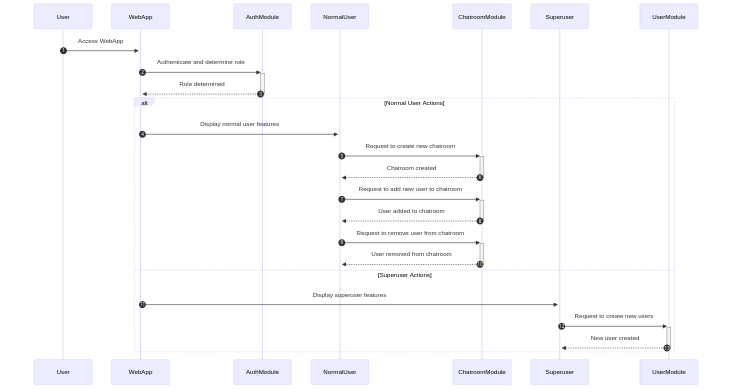 User WebApp AuthModule NormalUser ChatroomModule Superuser UserModule
1 Access WebApp
2 Authenticate and determine role
3 Role determined
alt [Normal User Actions]
4 Display normal user features
5 Request to create new chatroom
6 Chatroom created
7 Request to add new user to chatroom
8 User added to chatroom
9 Request to remove user from chatroom
10 User removed from chatroom
[Superuser Actions]
11 Display superuser features
12 Request to create new users
13 New user created
User WebApp AuthModule NormalUser ChatroomModule Superuser UserModule